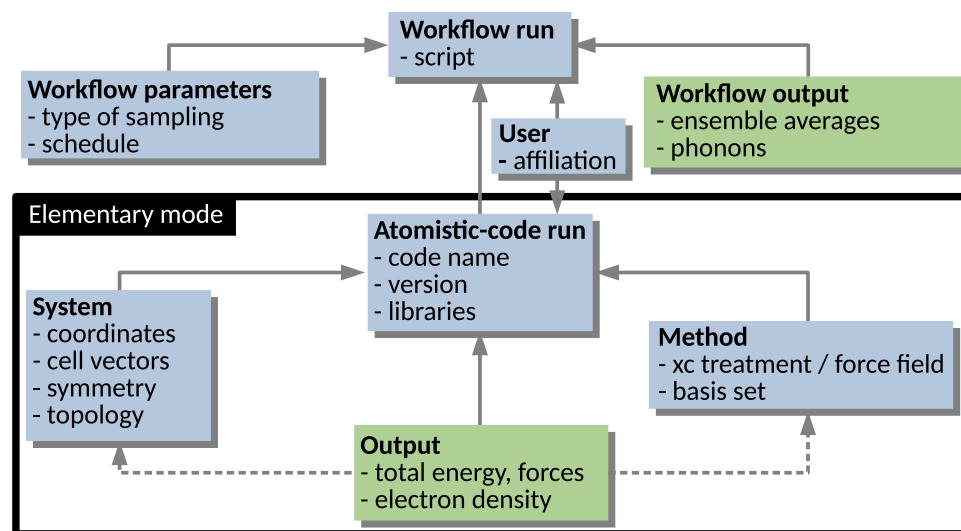 Workflow run
- script
Workflow parameters
- type of sampling
- schedule
Workflow output
- ensemble averages
- phonons
User
- affiliation
Elementary mode
Atomistic-code run
- code name
- version
- libraries
System
- coordinates
- cell vectors
- symmetry
- topology
Method
- xc treatment / force field
- basis set
Output
- total energy, forces
- electron density